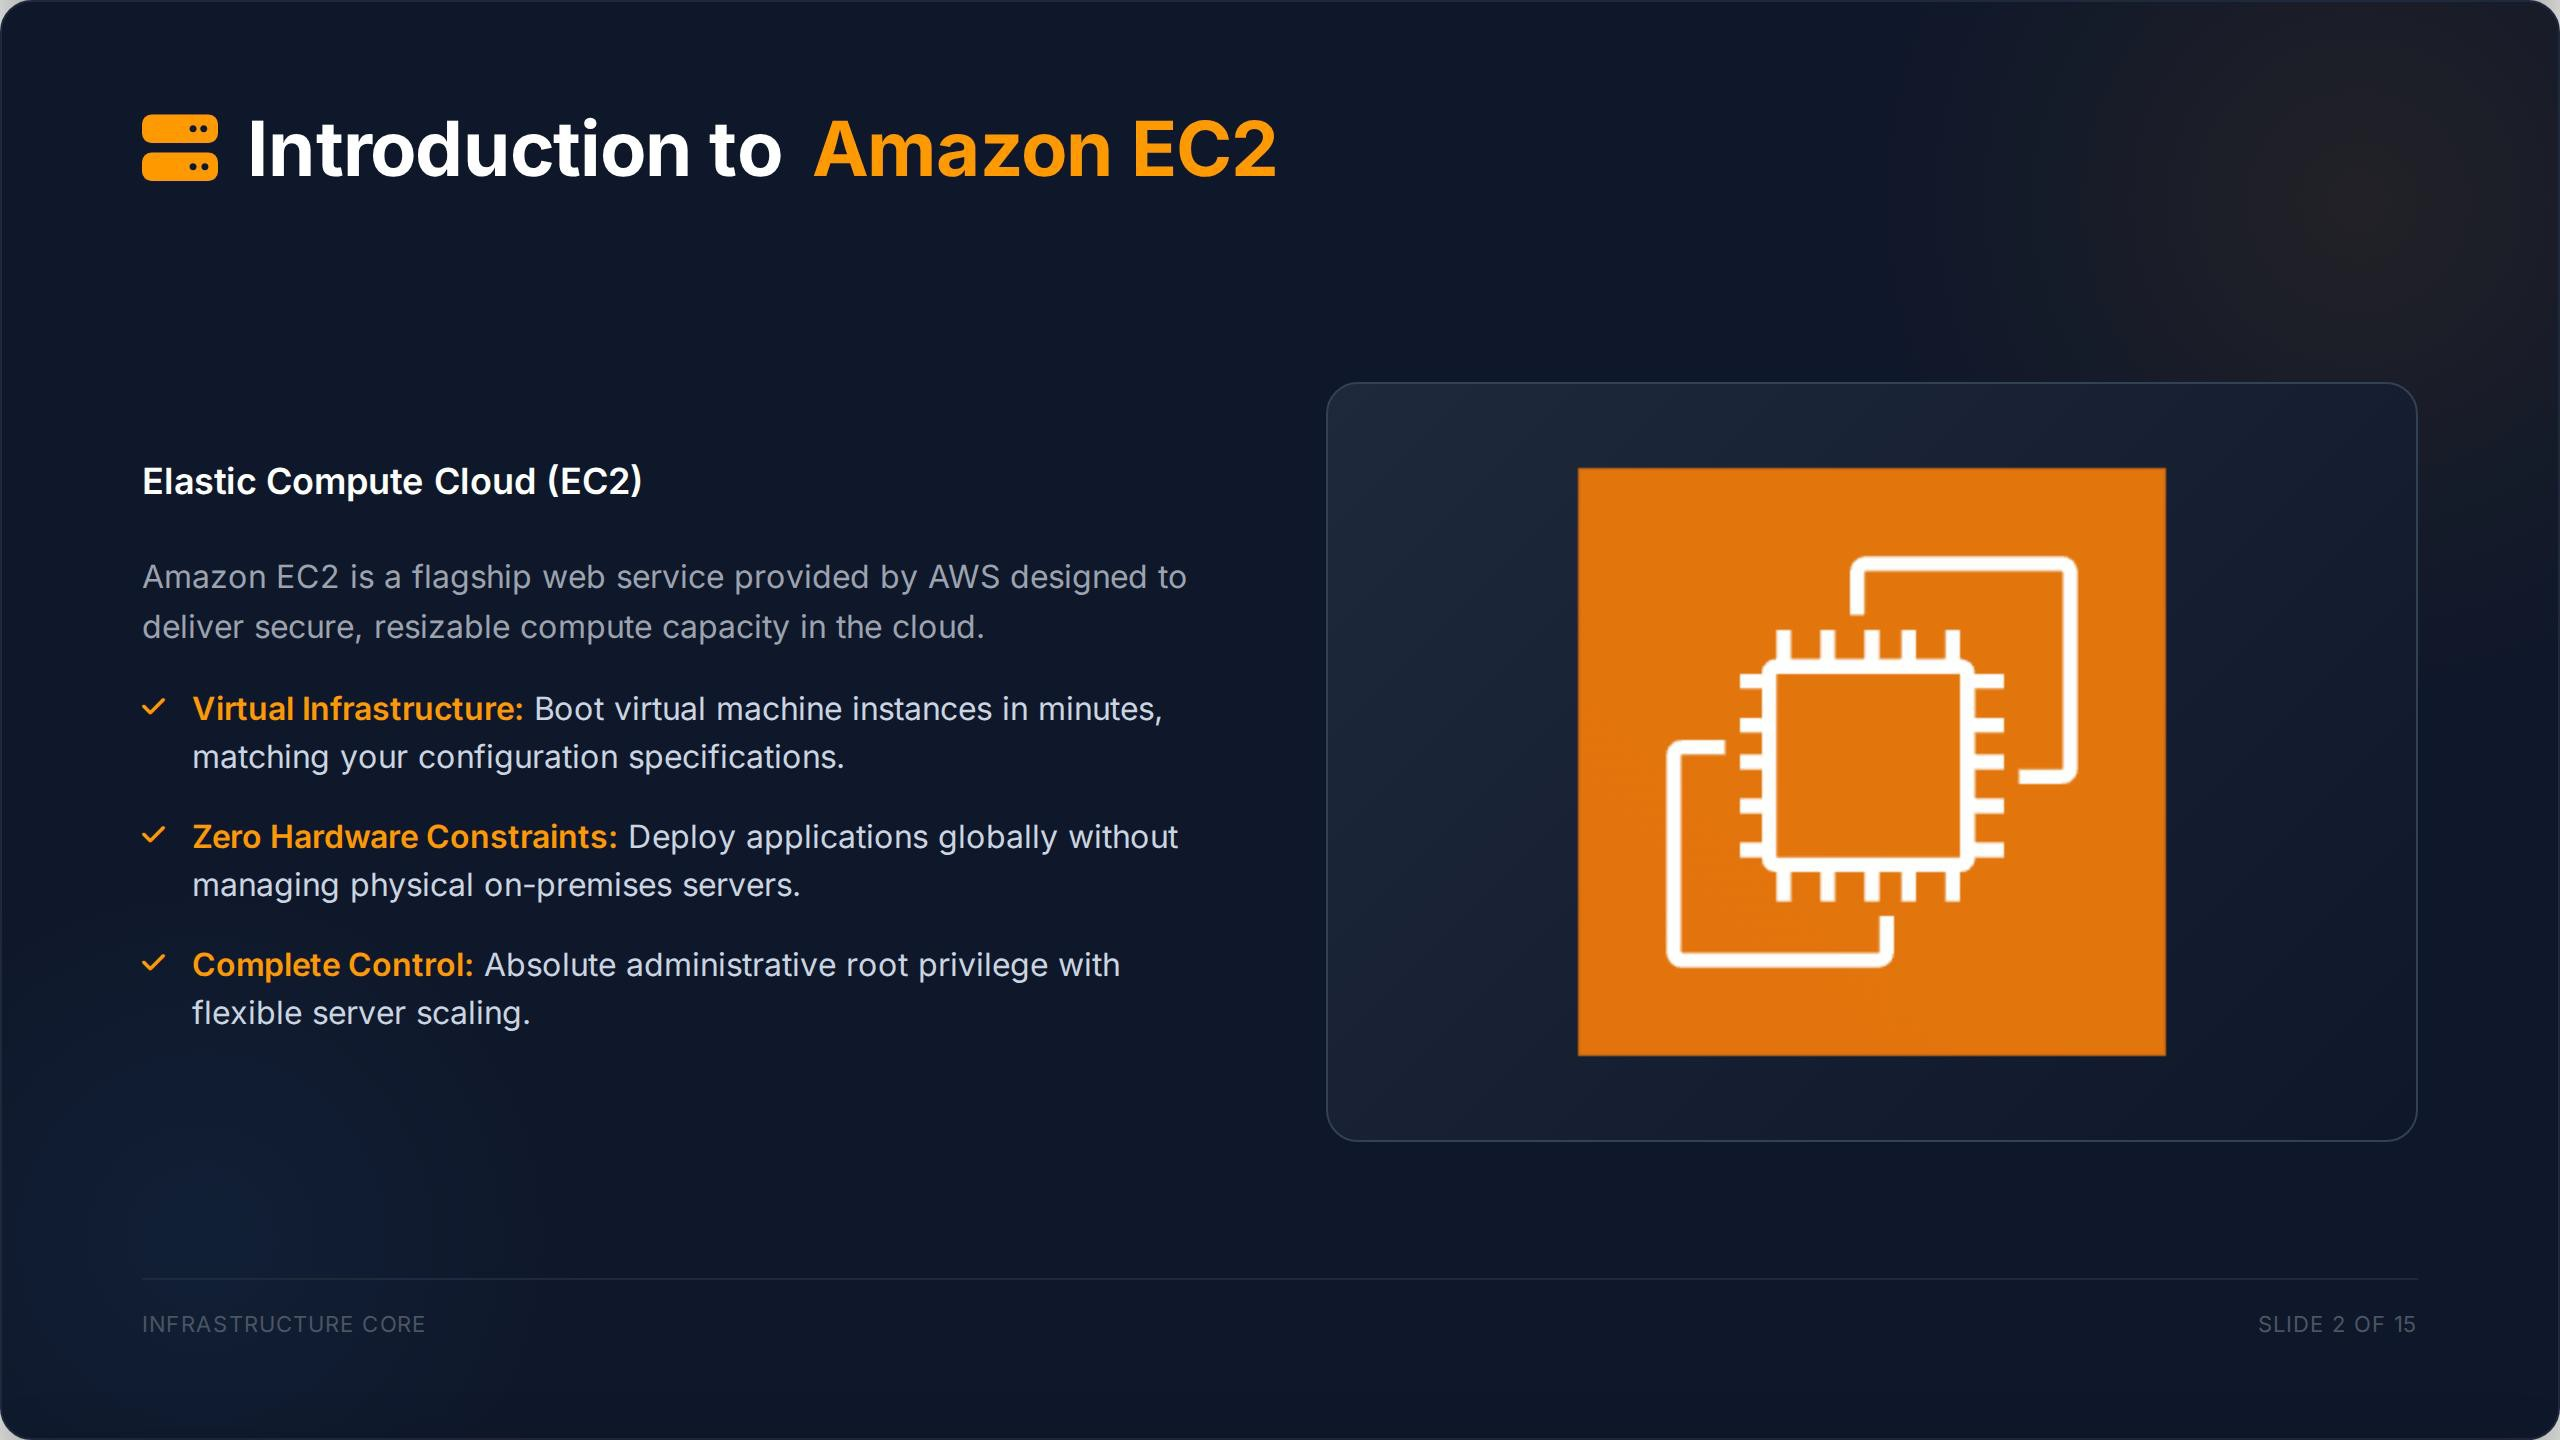 Introduction to Amazon EC2
Elastic Compute Cloud (EC2)
Amazon EC2 is a flagship web service provided by AWS designed to
deliver secure, resizable compute capacity in the cloud.
Virtual Infrastructure: Boot virtual machine instances in minutes,
matching your configuration specifications.
Zero Hardware Constraints: Deploy applications globally without
managing physical on-premises servers.
Complete Control: Absolute administrative root privilege with
flexible server scaling.
INFRASTRUCTURE CORE
SLIDE 2 OF 15